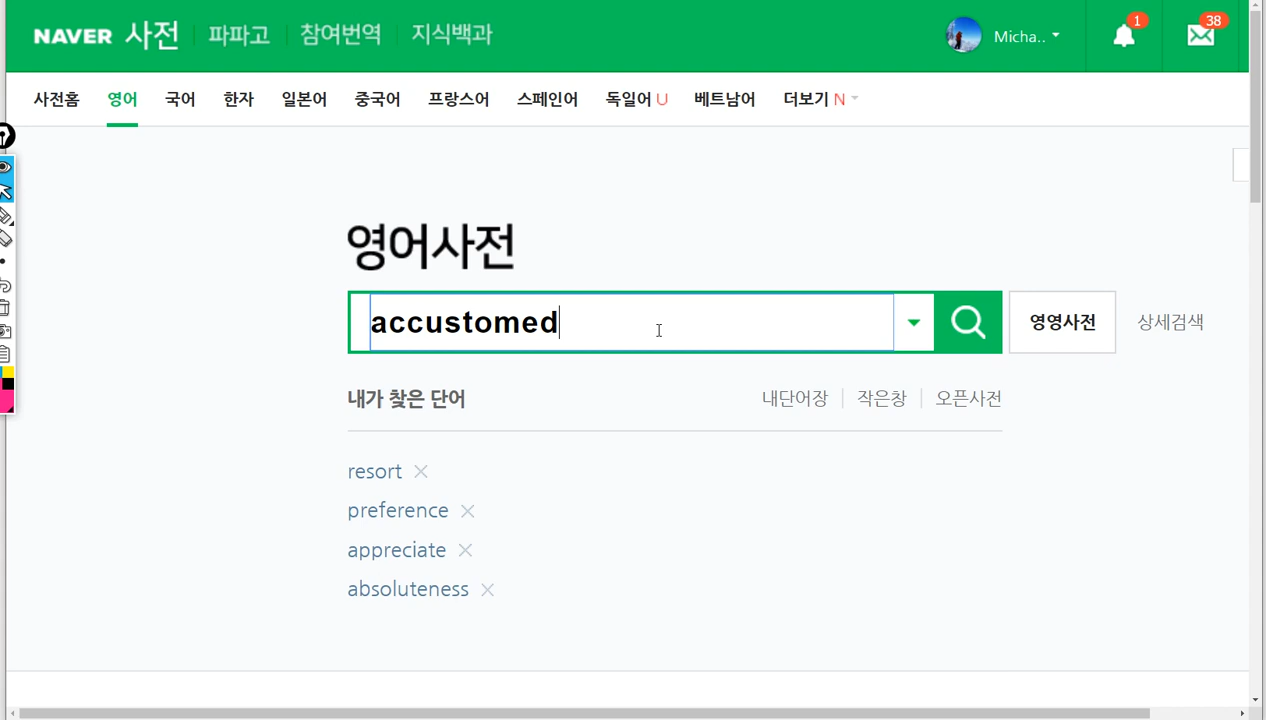 NAVER 사전 파파고 참여번역 지식백과 Micha.. 1 38
사전홈 영어 국어 한자 일본어 중국어 프랑스어 스페인어 독일어 U 베트남어 더보기 N
영어사전
accustomed 영영사전 상세검색
내가 찾은 단어 내단어장 작은창 오픈사전
resort
preference
appreciate
absoluteness